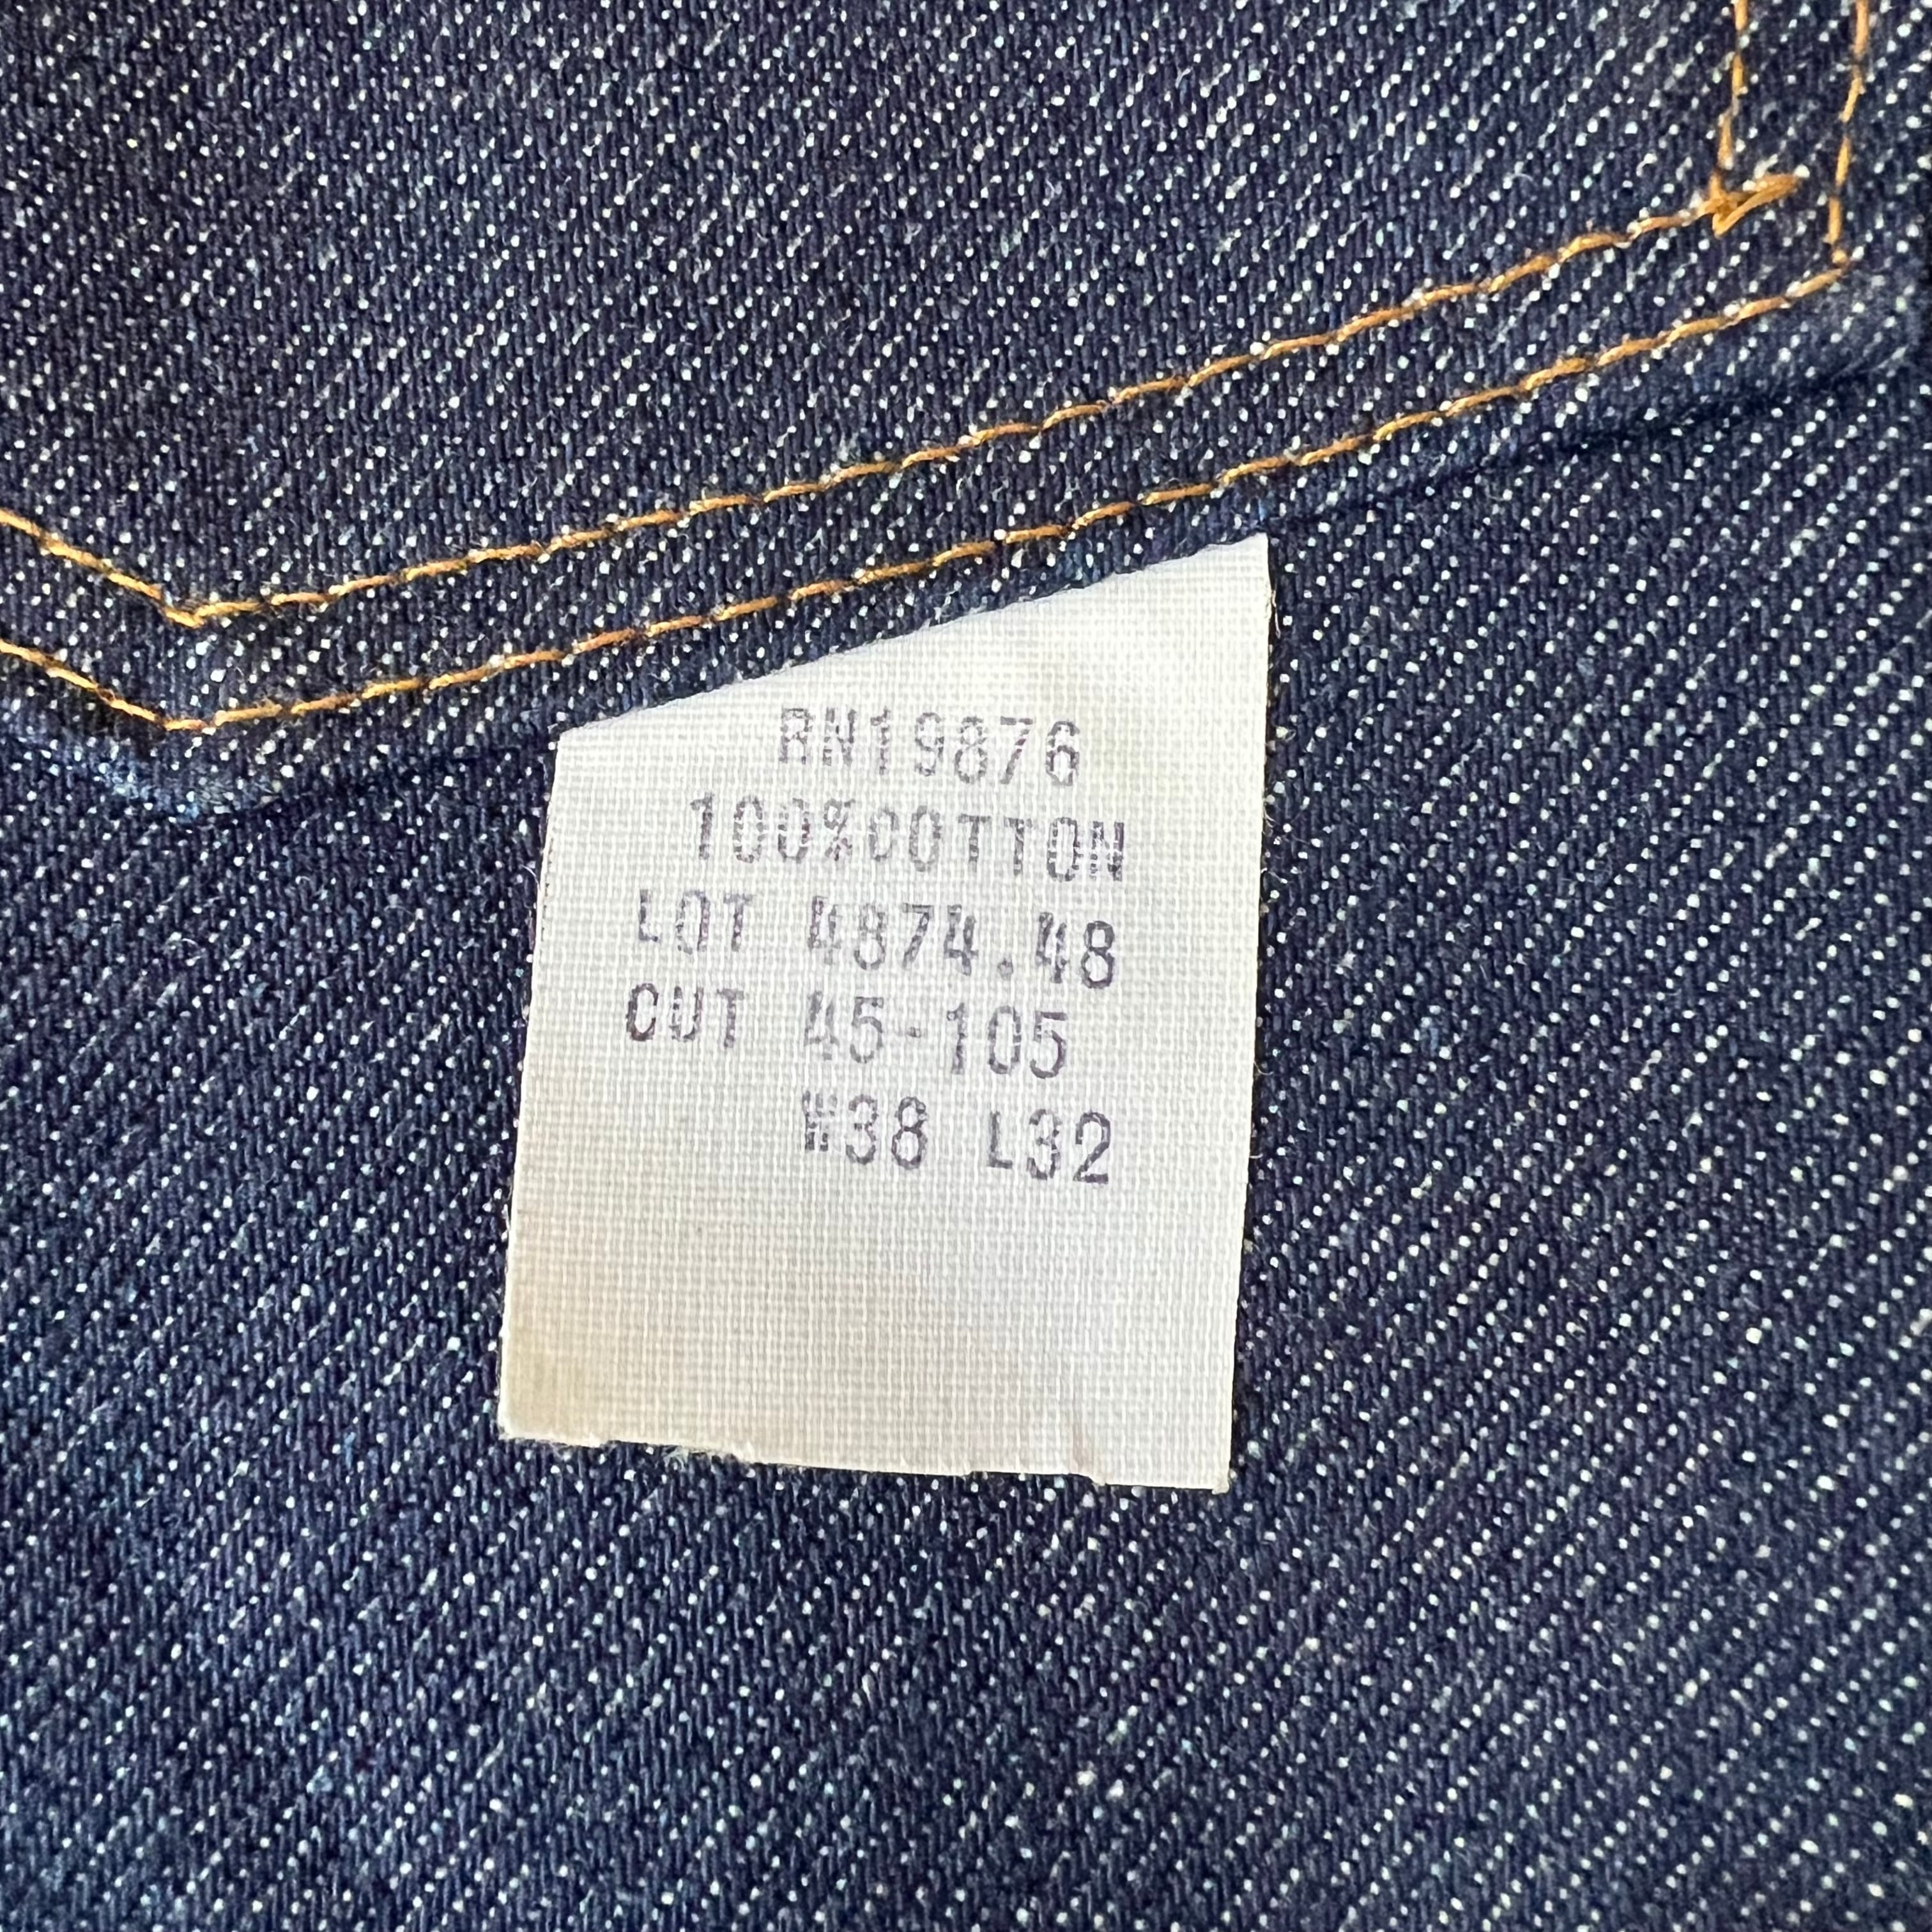 RN19876
100%COTTON
LOT 4874.48
CUT 45-105
W38 L32